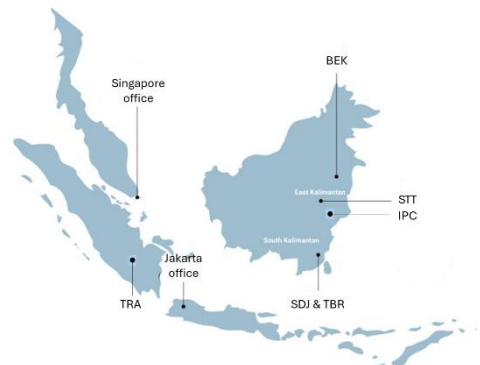 BEK
Singapore
office
East Kalimantan
STT
IPC
South Kalimantan
Jakarta
office
TRA
SDJ & TBR